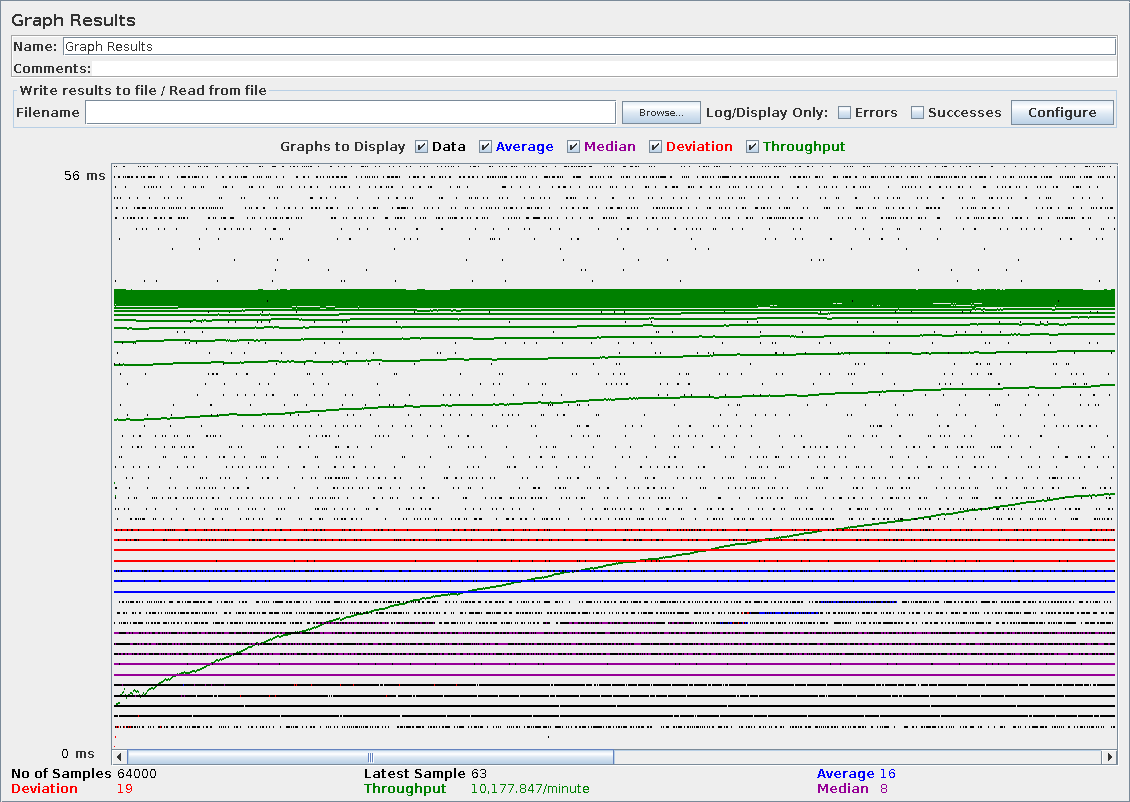 Graph Results
Name: Graph Results
Comments:
Write results to file / Read from file
Filename Browse... Log/Display Only: Errors Successes Configure
Graphs to Display Data Average Median Deviation Throughput
56 ms
0 ms
No of Samples 64000 Latest Sample 63 Average 16
Deviation 19 Throughput 10,177.847/minute Median 8